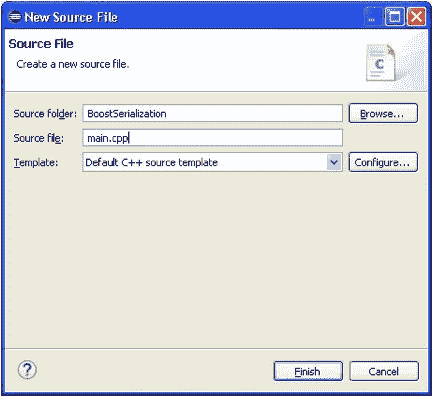 New Source File
Source File
Create a new source file.
C
Source folder: BoostSerialization Browse...
Source file: main.cpp
Template: Default C++ source template Configure...
? Finish Cancel